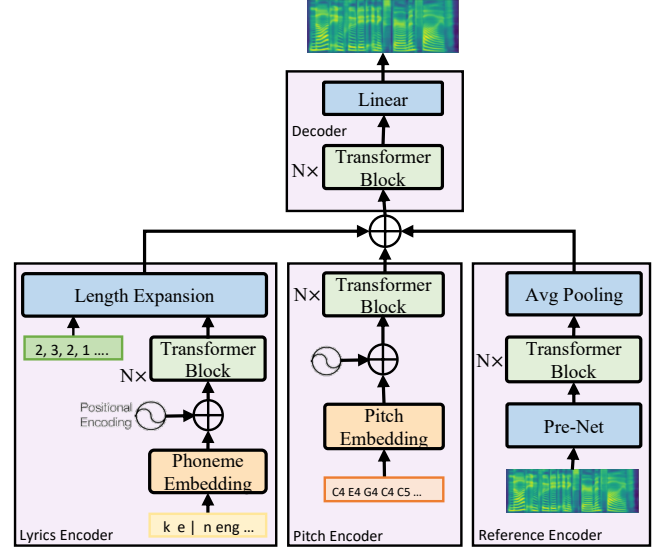 Linear
Decoder
N×
Transformer
Block
Length Expansion
2, 3, 2, 1 ....
N×
Transformer
Block
Positional
Encoding
Phoneme
Embedding
k e | n eng ...
Lyrics Encoder
N×
Transformer
Block
Pitch
Embedding
C4 E4 G4 C4 C5 ...
Pitch Encoder
Avg Pooling
N×
Transformer
Block
Pre-Net
Reference Encoder